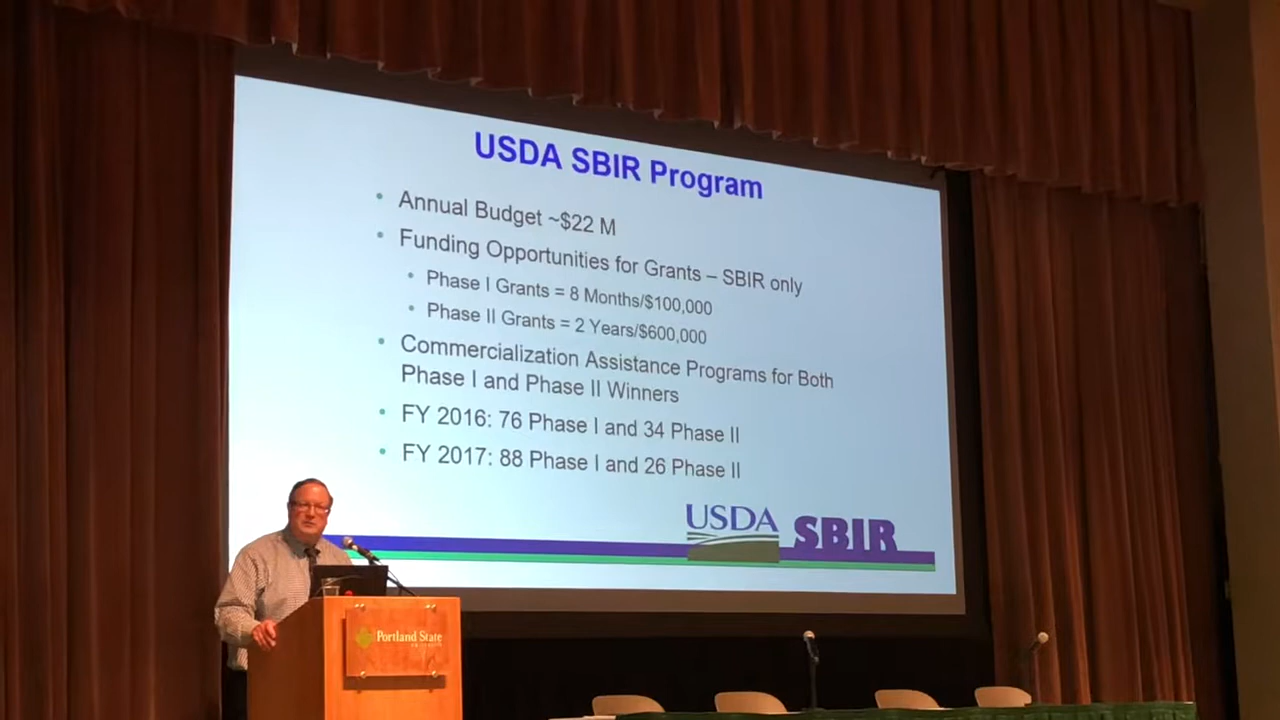 USDA SBIR Program
• Annual Budget ~$22 M
• Funding Opportunities for Grants – SBIR only
• Phase I Grants = 8 Months/$100,000
• Phase II Grants = 2 Years/$600,000
• Commercialization Assistance Programs for Both
Phase I and Phase II Winners
• FY 2016: 76 Phase I and 34 Phase II
• FY 2017: 88 Phase I and 26 Phase II
USDA SBIR
Portland State